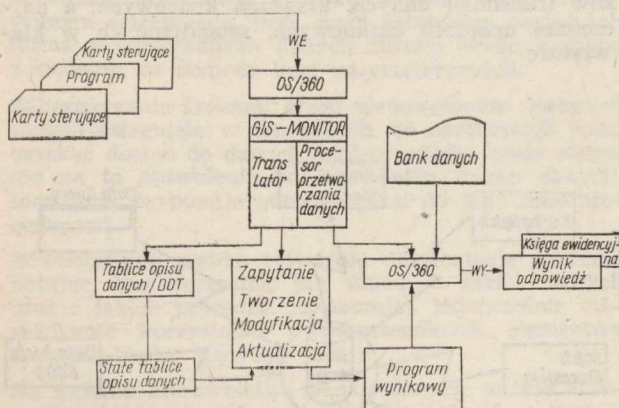 Karty sterujące
Program
Karty sterujące
WE
OS/360
GIS-MONITOR
Trans
lator
Proce-
sor
przetwa-
rzania
danych
Bank danych
Tablice opisu
danych/DDT
Zapytanie
Tworzenie
Modyfikacja
Aktualizacja
OS/360
WY
Księga ewidencyj-
na
Wynik
odpowiedź
Stałe tablice
opisu danych
Program
wynikowy